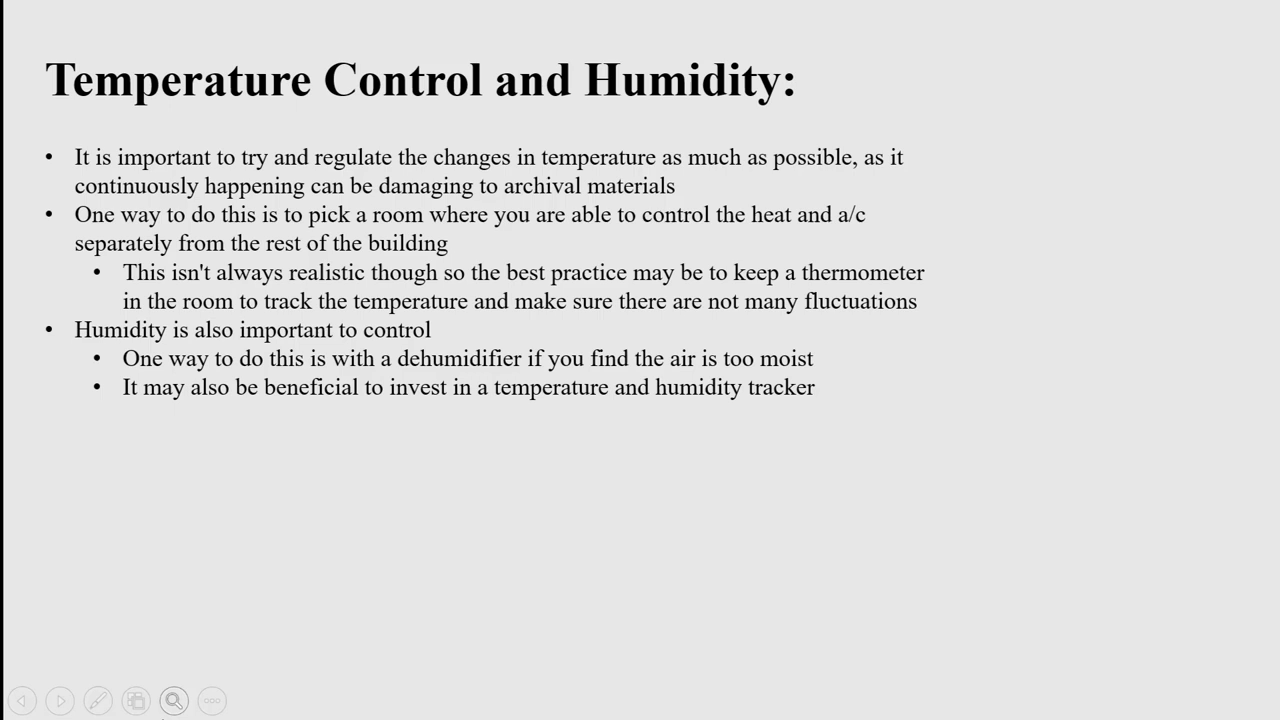 Temperature Control and Humidity:
• It is important to try and regulate the changes in temperature as much as possible, as it
continuously happening can be damaging to archival materials
• One way to do this is to pick a room where you are able to control the heat and a/c
separately from the rest of the building
• This isn't always realistic though so the best practice may be to keep a thermometer
in the room to track the temperature and make sure there are not many fluctuations
• Humidity is also important to control
• One way to do this is with a dehumidifier if you find the air is too moist
• It may also be beneficial to invest in a temperature and humidity tracker